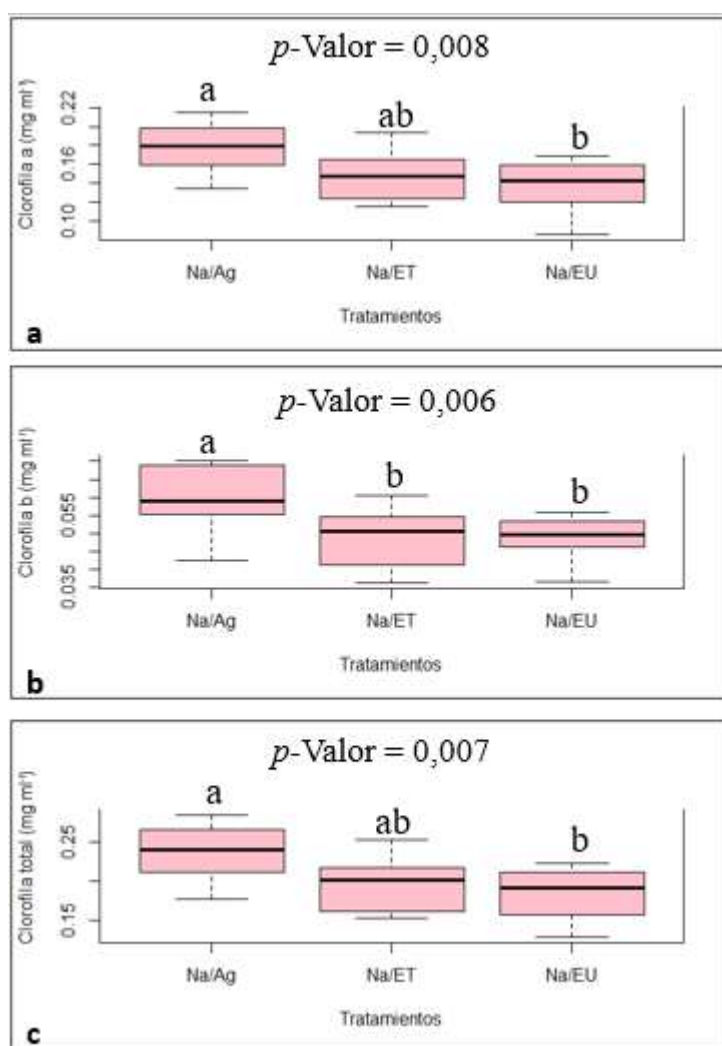 p-Valor = 0,008
a ab b
Clorofila a (mg ml⁻¹)
0.22
0.16
0.10
Na/Ag Na/ET Na/EU
Tratamientos
a
p-Valor = 0,006
a b b
Clorofila b (mg ml⁻¹)
0.055
0.035
Na/Ag Na/ET Na/EU
Tratamientos
b
p-Valor = 0,007
a ab b
Clorofila total (mg ml⁻¹)
0.25
0.15
Na/Ag Na/ET Na/EU
Tratamientos
c